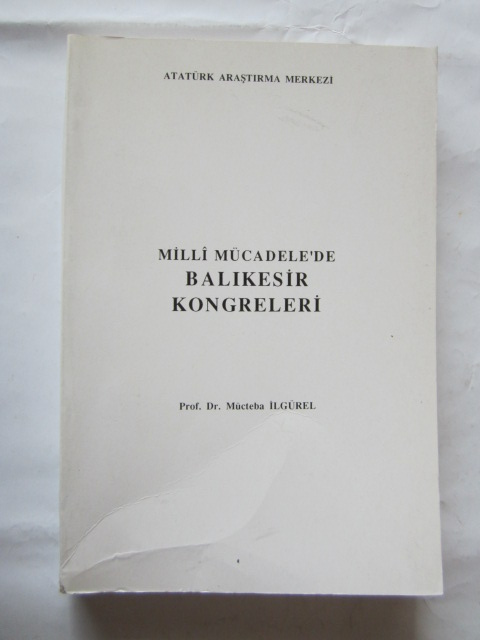 ATATÜRK ARAŞTIRMA MERKEZİ
MİLLÎ MÜCADELE'DE
BALIKESİR
KONGRELERİ
Prof. Dr. Mücteba İLGÜREL